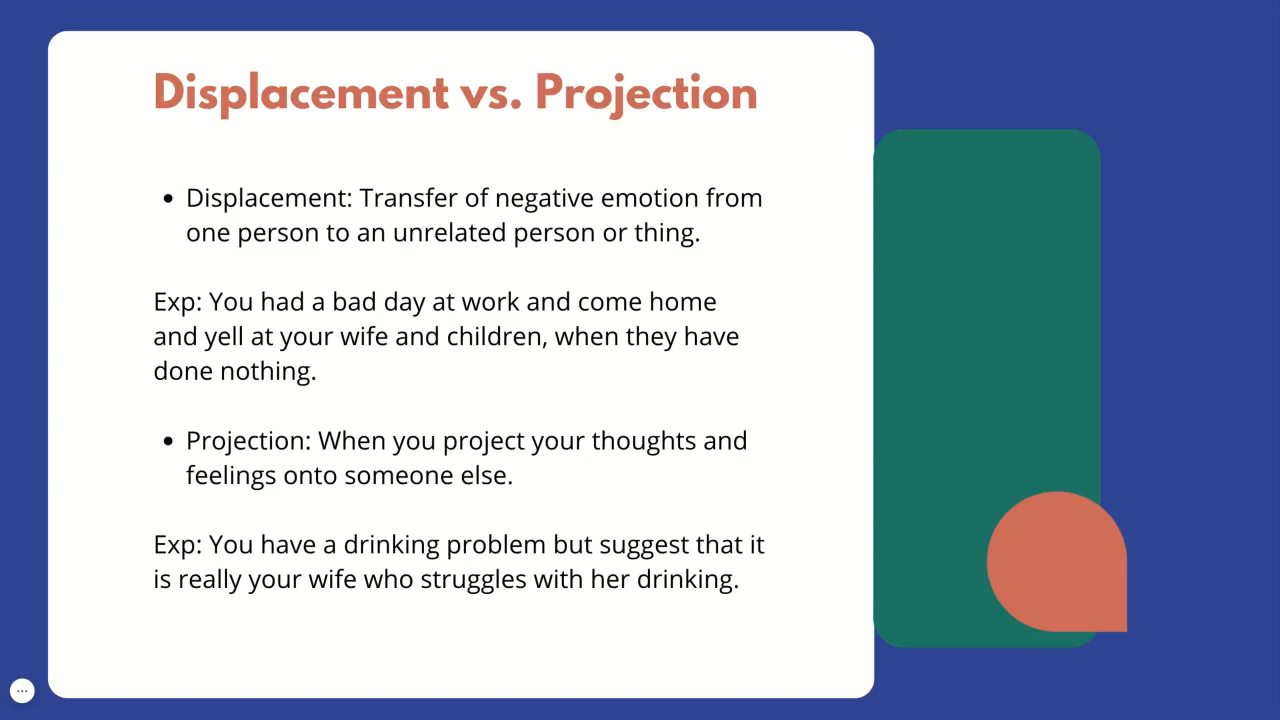 Displacement vs. Projection
• Displacement: Transfer of negative emotion from
one person to an unrelated person or thing.
Exp: You had a bad day at work and come home
and yell at your wife and children, when they have
done nothing.
• Projection: When you project your thoughts and
feelings onto someone else.
Exp: You have a drinking problem but suggest that it
is really your wife who struggles with her drinking.